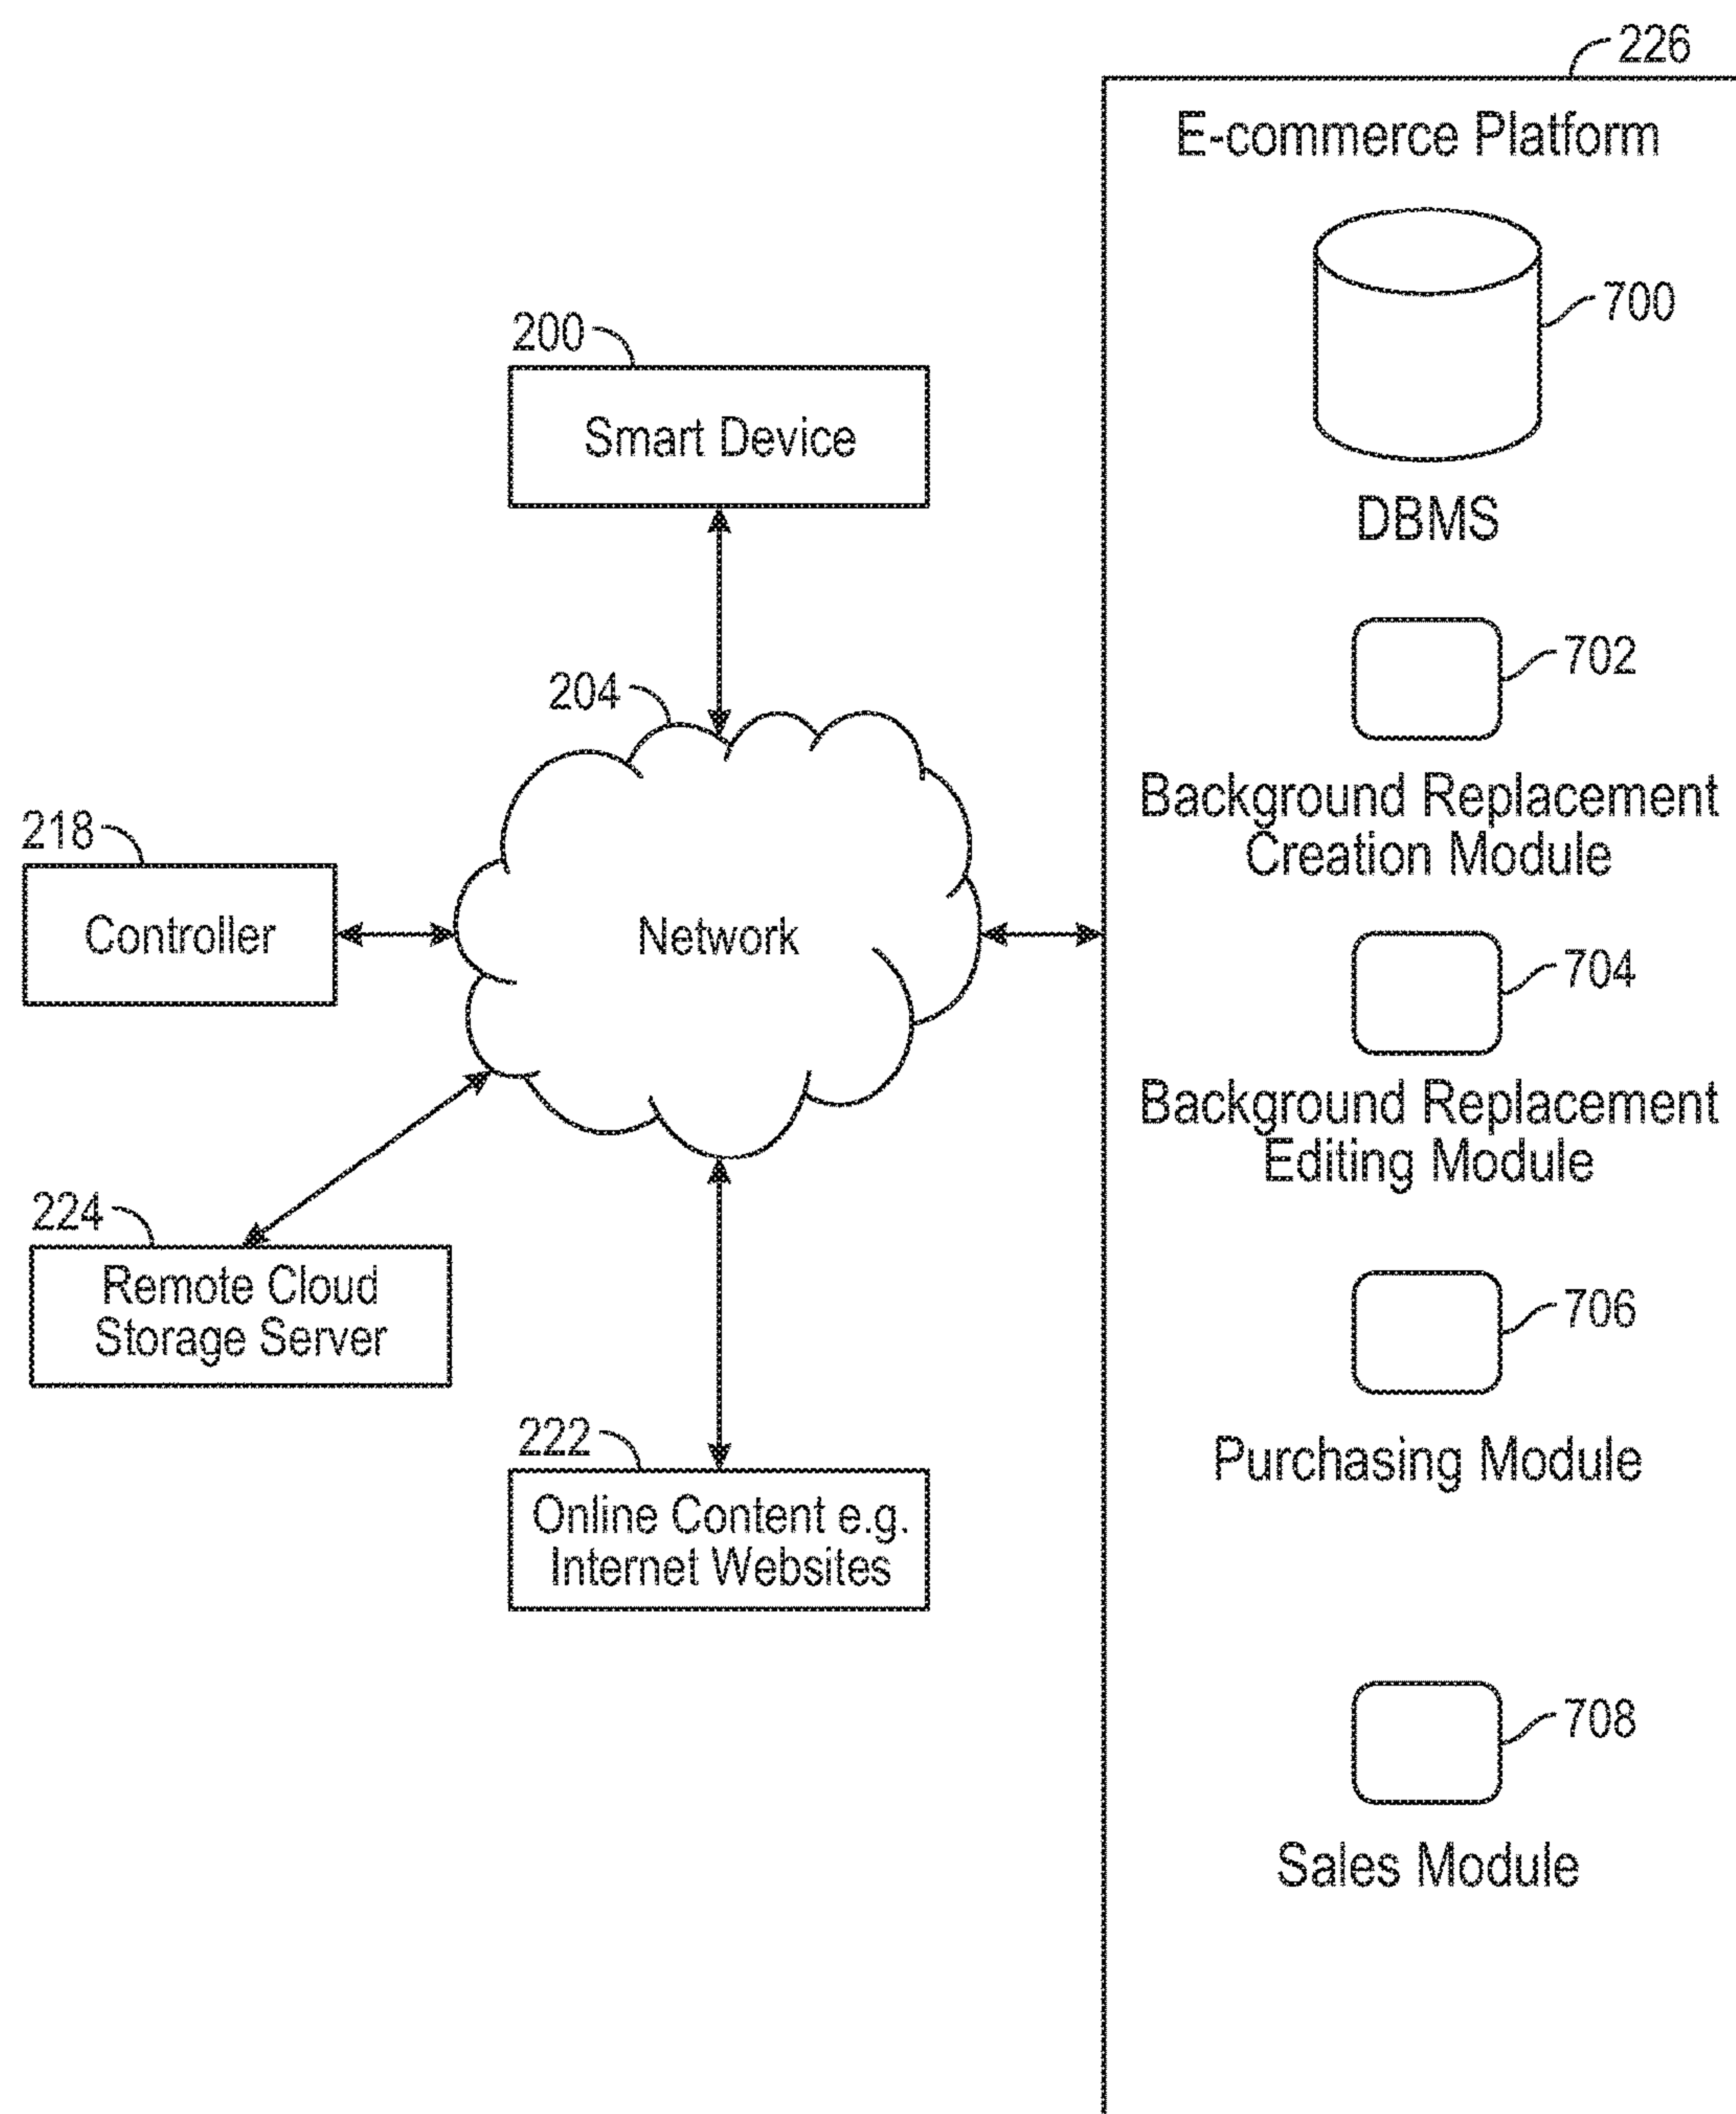 226
E-commerce Platform
700
DBMS
702
Background Replacement
Creation Module
704
Background Replacement
Editing Module
706
Purchasing Module
708
Sales Module
200
Smart Device
204
Network
218
Controller
224
Remote Cloud
Storage Server
222
Online Content e.g.
Internet Websites